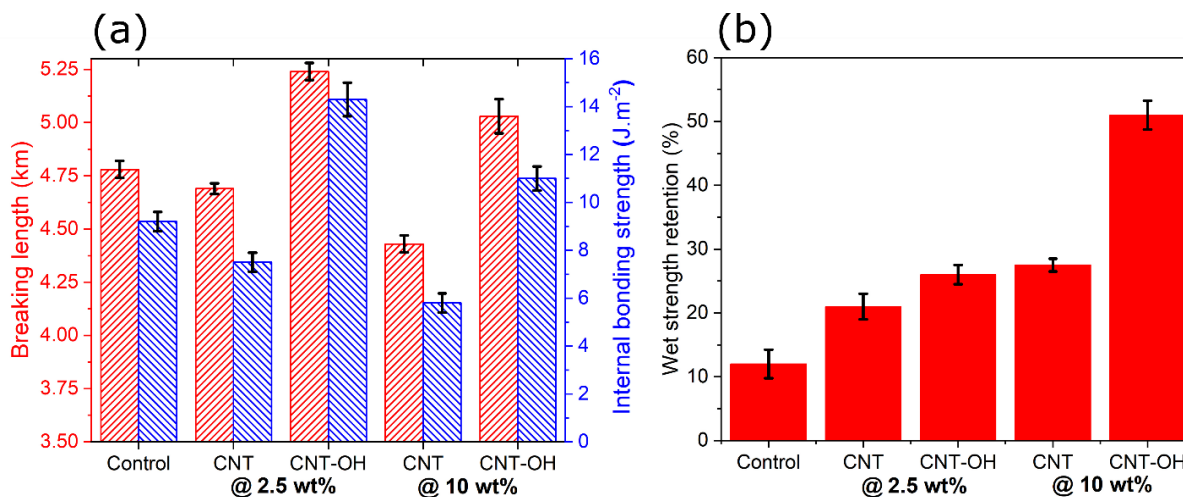 (a)
Breaking length (km)
5.25
5.00
4.75
4.50
4.25
4.00
3.75
3.50
Internal bonding strength (J.m-2)
16
14
12
10
8
6
4
2
0
Control
CNT
CNT-OH
CNT
CNT-OH
@ 2.5 wt%
@ 10 wt%
(b)
Wet strength retention (%)
60
50
40
30
20
10
0
Control
CNT
CNT-OH
CNT
CNT-OH
@ 2.5 wt%
@ 10 wt%